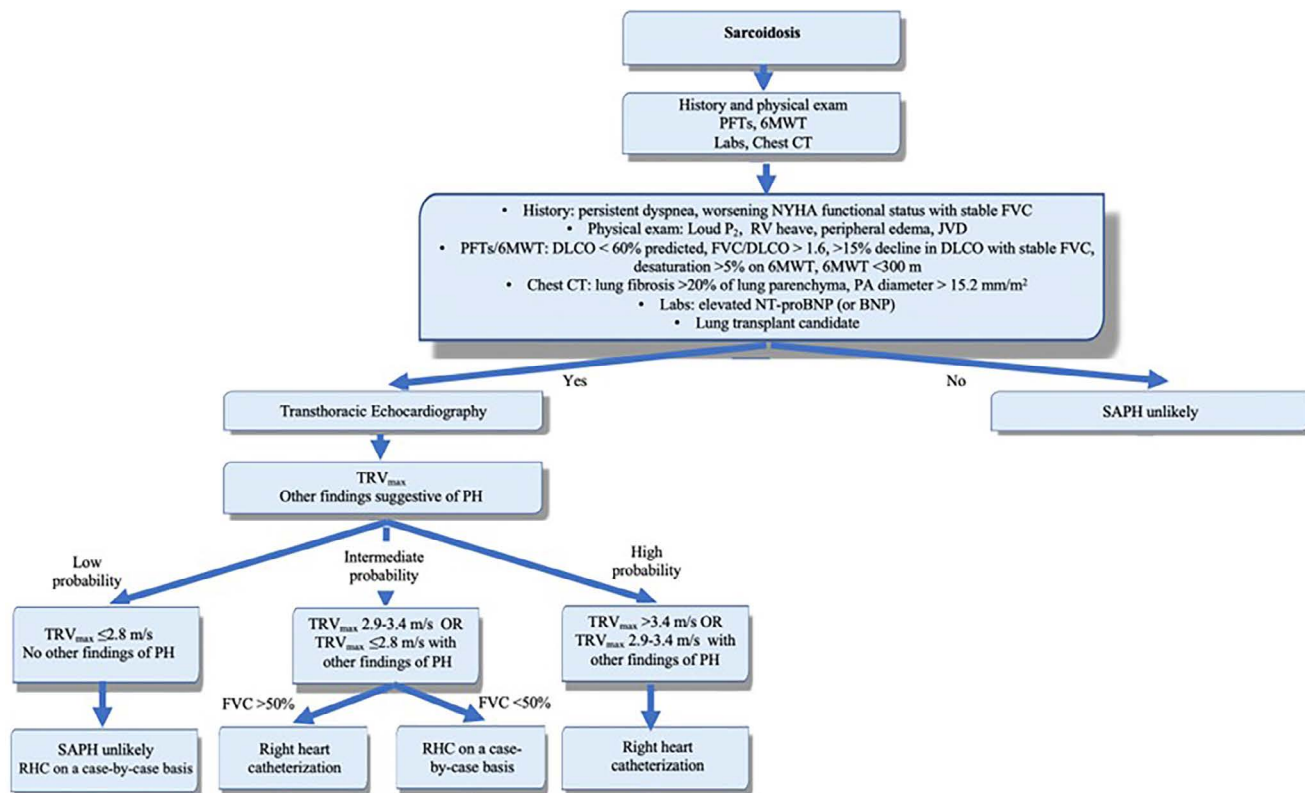 Sarcoidosis
History and physical exam
PFTs, 6MWT
Labs, Chest CT
• History: persistent dyspnea, worsening NYHA functional status with stable FVC
• Physical exam: Loud P₂, RV heave, peripheral edema, JVD
• PFTs/6MWT: DLCO < 60% predicted, FVC/DLCO > 1.6, >15% decline in DLCO with stable FVC,
desaturation >5% on 6MWT, 6MWT <300 m
• Chest CT: lung fibrosis >20% of lung parenchyma, PA diameter > 15.2 mm/m²
• Labs: elevated NT-proBNP (or BNP)
• Lung transplant candidate
Yes
No
Transthoracic Echocardiography
SAPH unlikely
TRVmax
Other findings suggestive of PH
Low
probability
Intermediate
probability
High
probability
TRVmax ≤2.8 m/s
No other findings of PH
TRVmax 2.9-3.4 m/s OR
TRVmax ≤2.8 m/s with
other findings of PH
TRVmax >3.4 m/s OR
TRVmax 2.9-3.4 m/s with
other findings of PH
FVC >50%
FVC <50%
SAPH unlikely
RHC on a case-by-case basis
Right heart
catheterization
RHC on a case-
by-case basis
Right heart
catheterization